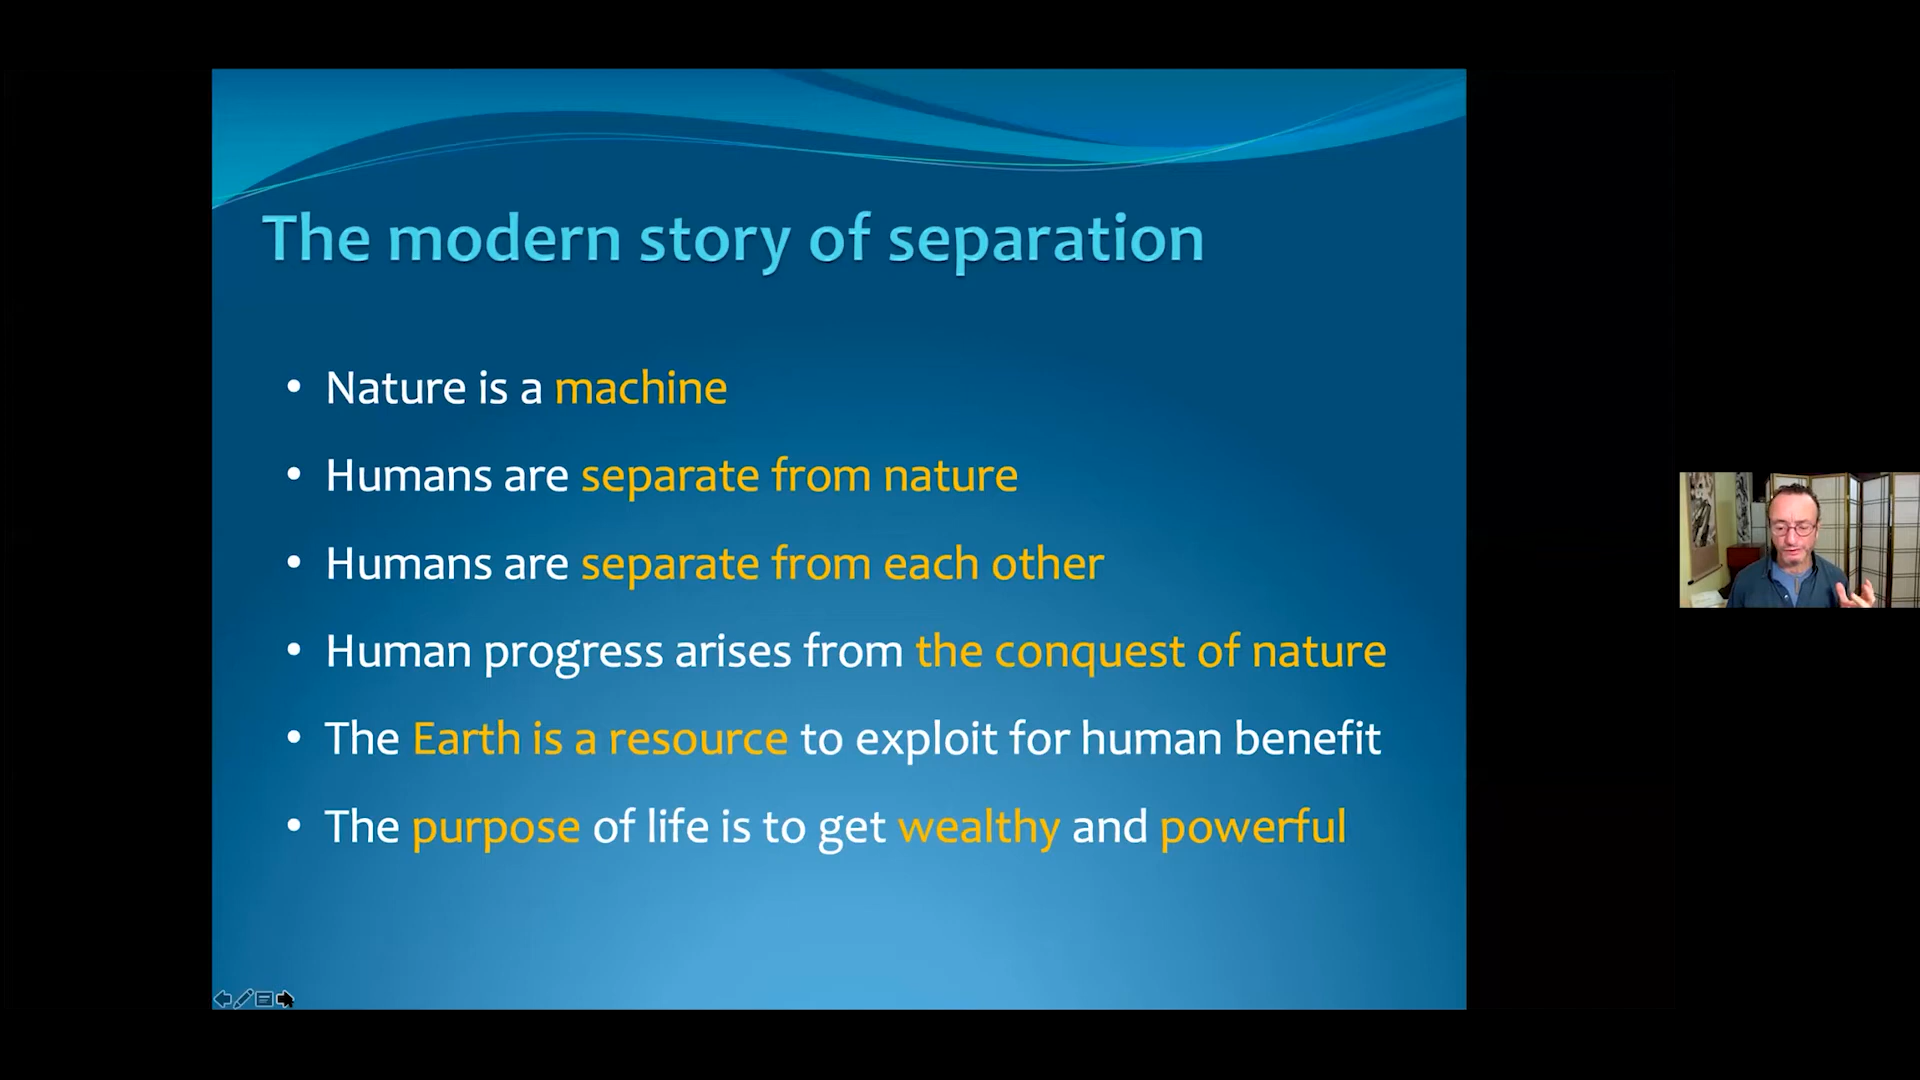 The modern story of separation
• Nature is a machine
• Humans are separate from nature
• Humans are separate from each other
• Human progress arises from the conquest of nature
• The Earth is a resource to exploit for human benefit
• The purpose of life is to get wealthy and powerful